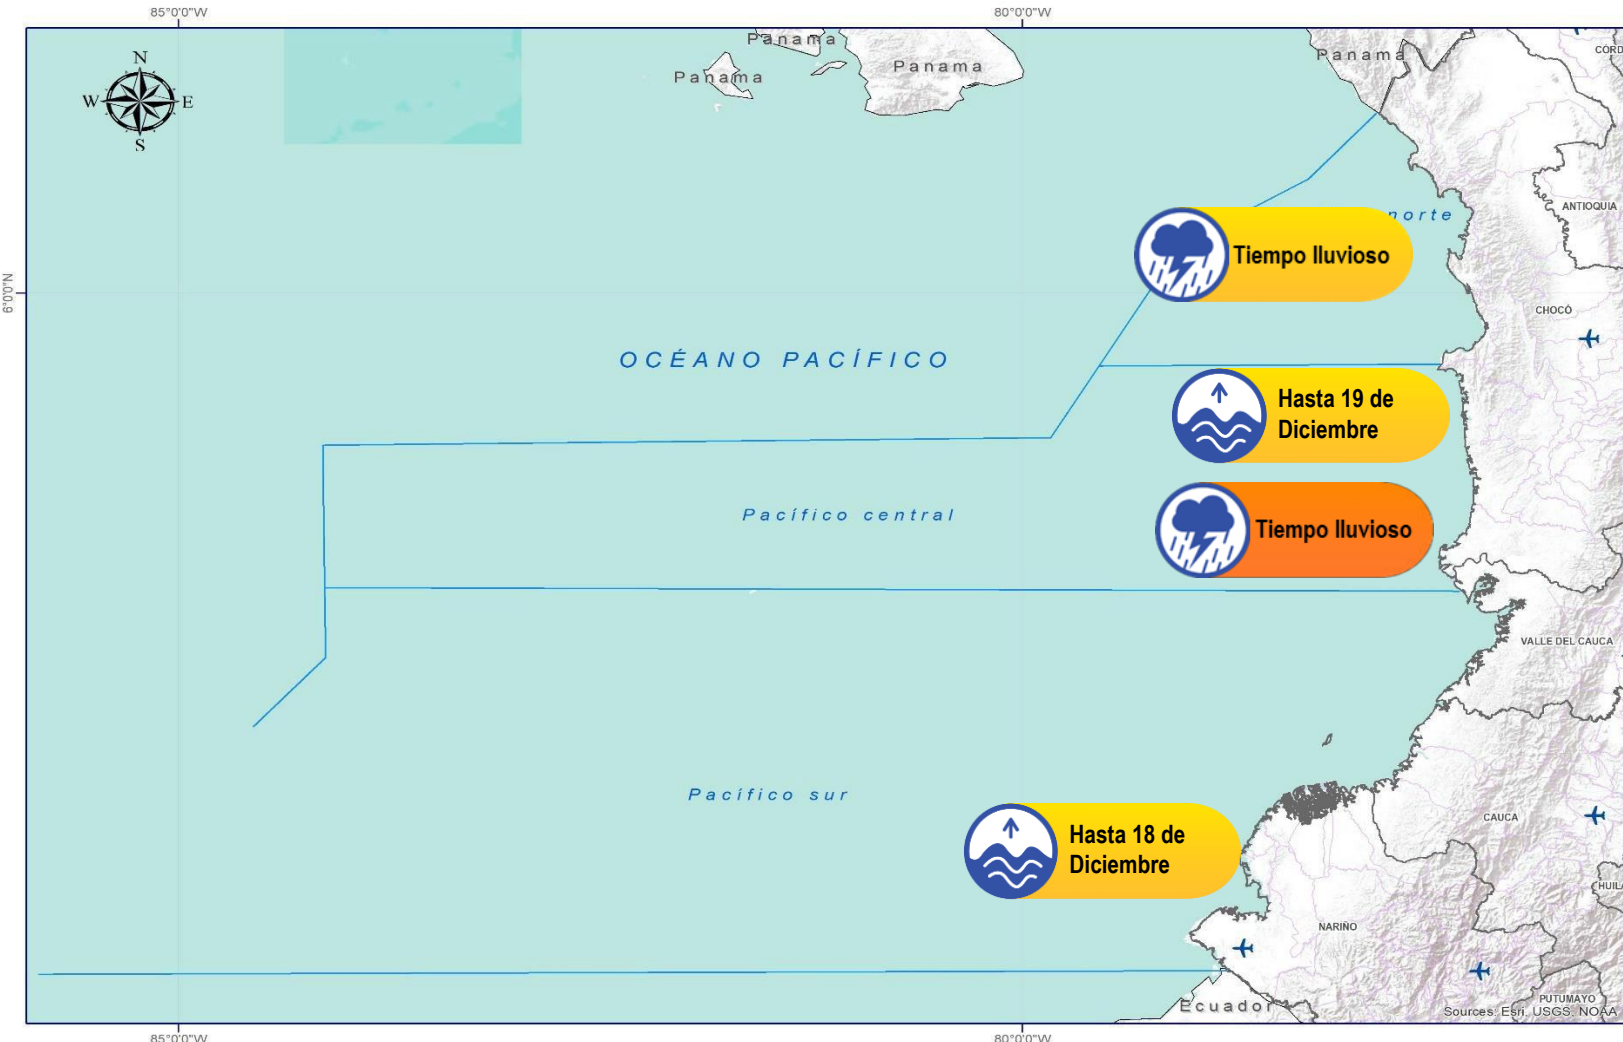 85°0'0"W
80°0'0"W
N
W
E
S
Panama
Panama
Panama
Panama
ANTIOQUIA
norte
Tiempo lluvioso
6°0'0"N
CHOCÓ
OCÉANO PACÍFICO
Hasta 19 de
Diciembre
Pacífico central
Tiempo lluvioso
VALLE DEL CAUCA
Pacífico sur
CAUCA
Hasta 18 de
Diciembre
NARIÑO
Ecuador
PUTUMAYO
Sources: Esri, USGS, NOAA
85°0'0"W
80°0'0"W